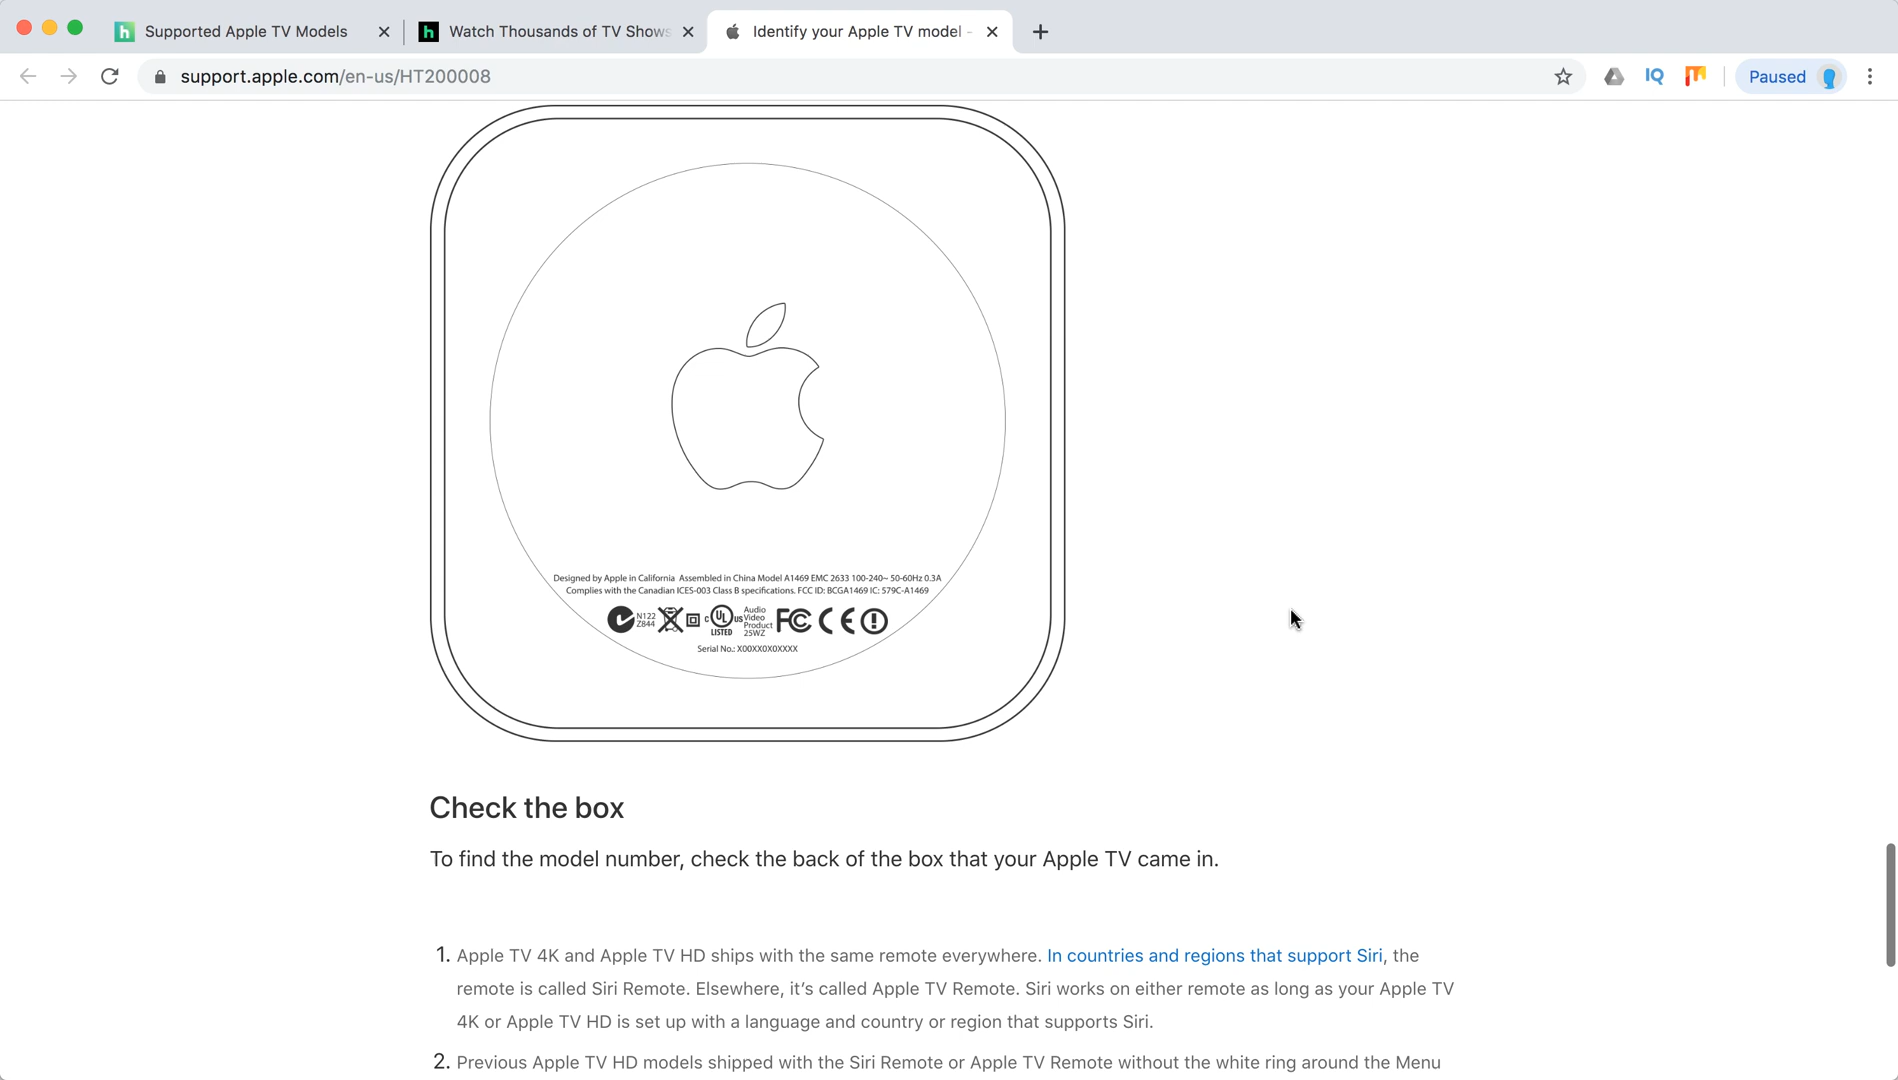 Supported Apple TV Models
Watch Thousands of TV Shows
Identify your Apple TV model -
support.apple.com/en-us/HT200008
IQ
Paused
Designed by Apple in California Assembled in China Model A1469 EMC 2633 100-240~ 50-60Hz 0.3A
Complies with the Canadian ICES-003 Class B specifications. FCC ID: BCGA1469 IC: 579C-A1469
N122
Z844
c UL US
LISTED
Audio
Video
Product
25WZ
FC CE
Serial No.: X00XX0X0XXXX
Check the box
To find the model number, check the back of the box that your Apple TV came in.
1. Apple TV 4K and Apple TV HD ships with the same remote everywhere. In countries and regions that support Siri, the
remote is called Siri Remote. Elsewhere, it's called Apple TV Remote. Siri works on either remote as long as your Apple TV
4K or Apple TV HD is set up with a language and country or region that supports Siri.
2. Previous Apple TV HD models shipped with the Siri Remote or Apple TV Remote without the white ring around the Menu